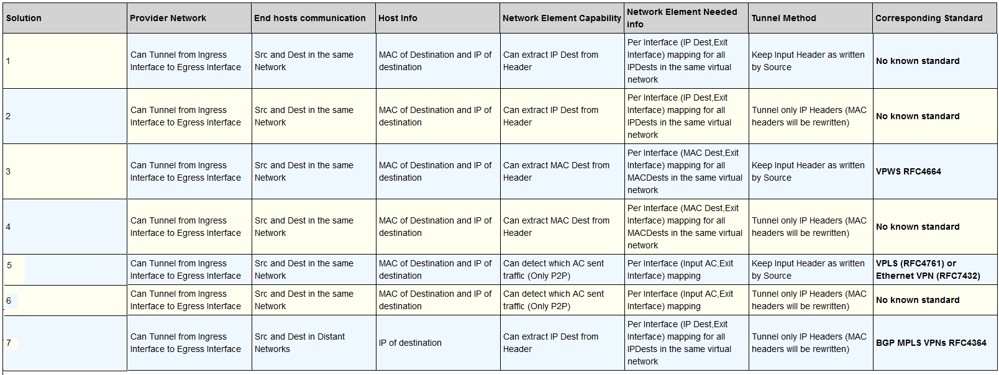 Solution
Provider Network
End hosts communication
Host Info
Network Element Capability
Network Element Needed
info
Tunnel Method
Corresponding Standard
1
Can Tunnel from Ingress
Interface to Egress Interface
Src and Dest in the same
Network
MAC of Destination and IP of
destination
Can extract IP Dest from
Header
Per Interface (IP Dest,Exit
Interface) mapping for all
IPDests in the same virtual
network
Keep Input Header as written
by Source
No known standard
2
Can Tunnel from Ingress
Interface to Egress Interface
Src and Dest in the same
Network
MAC of Destination and IP of
destination
Can extract IP Dest from
Header
Per Interface (IP Dest,Exit
Interface) mapping for all
IPDests in the same virtual
network
Tunnel only IP Headers (MAC
headers will be rewritten)
No known standard
3
Can Tunnel from Ingress
Interface to Egress Interface
Src and Dest in the same
Network
MAC of Destination and IP of
destination
Can extract MAC Dest from
Header
Per Interface (MAC Dest,Exit
Interface) mapping for all
MACDests in the same virtual
network
Keep Input Header as written
by Source
VPWS RFC4664
4
Can Tunnel from Ingress
Interface to Egress Interface
Src and Dest in the same
Network
MAC of Destination and IP of
destination
Can extract MAC Dest from
Header
Per Interface (MAC Dest,Exit
Interface) mapping for all
MACDests in the same virtual
network
Tunnel only IP Headers (MAC
headers will be rewritten)
No known standard
5
Can Tunnel from Ingress
Interface to Egress Interface
Src and Dest in the same
Network
MAC of Destination and IP of
destination
Can detect which AC sent
traffic (Only P2P)
Per Interface (Input AC,Exit
Interface) mapping
Keep Input Header as written
by Source
VPLS (RFC4761) or
Ethernet VPN (RFC7432)
6
Can Tunnel from Ingress
Interface to Egress Interface
Src and Dest in the same
Network
MAC of Destination and IP of
destination
Can detect which AC sent
traffic (Only P2P)
Per Interface (Input AC,Exit
Interface) mapping
Tunnel only IP Headers (MAC
headers will be rewritten)
No known standard
7
Can Tunnel from Ingress
Interface to Egress Interface
Src and Dest in Distant
Networks
IP of destination
Can extract IP Dest from
Header
Per Interface (IP Dest,Exit
Interface) mapping for all
IPDests in the same virtual
network
Tunnel only IP Headers (MAC
headers will be rewritten)
BGP MPLS VPNs RFC4364